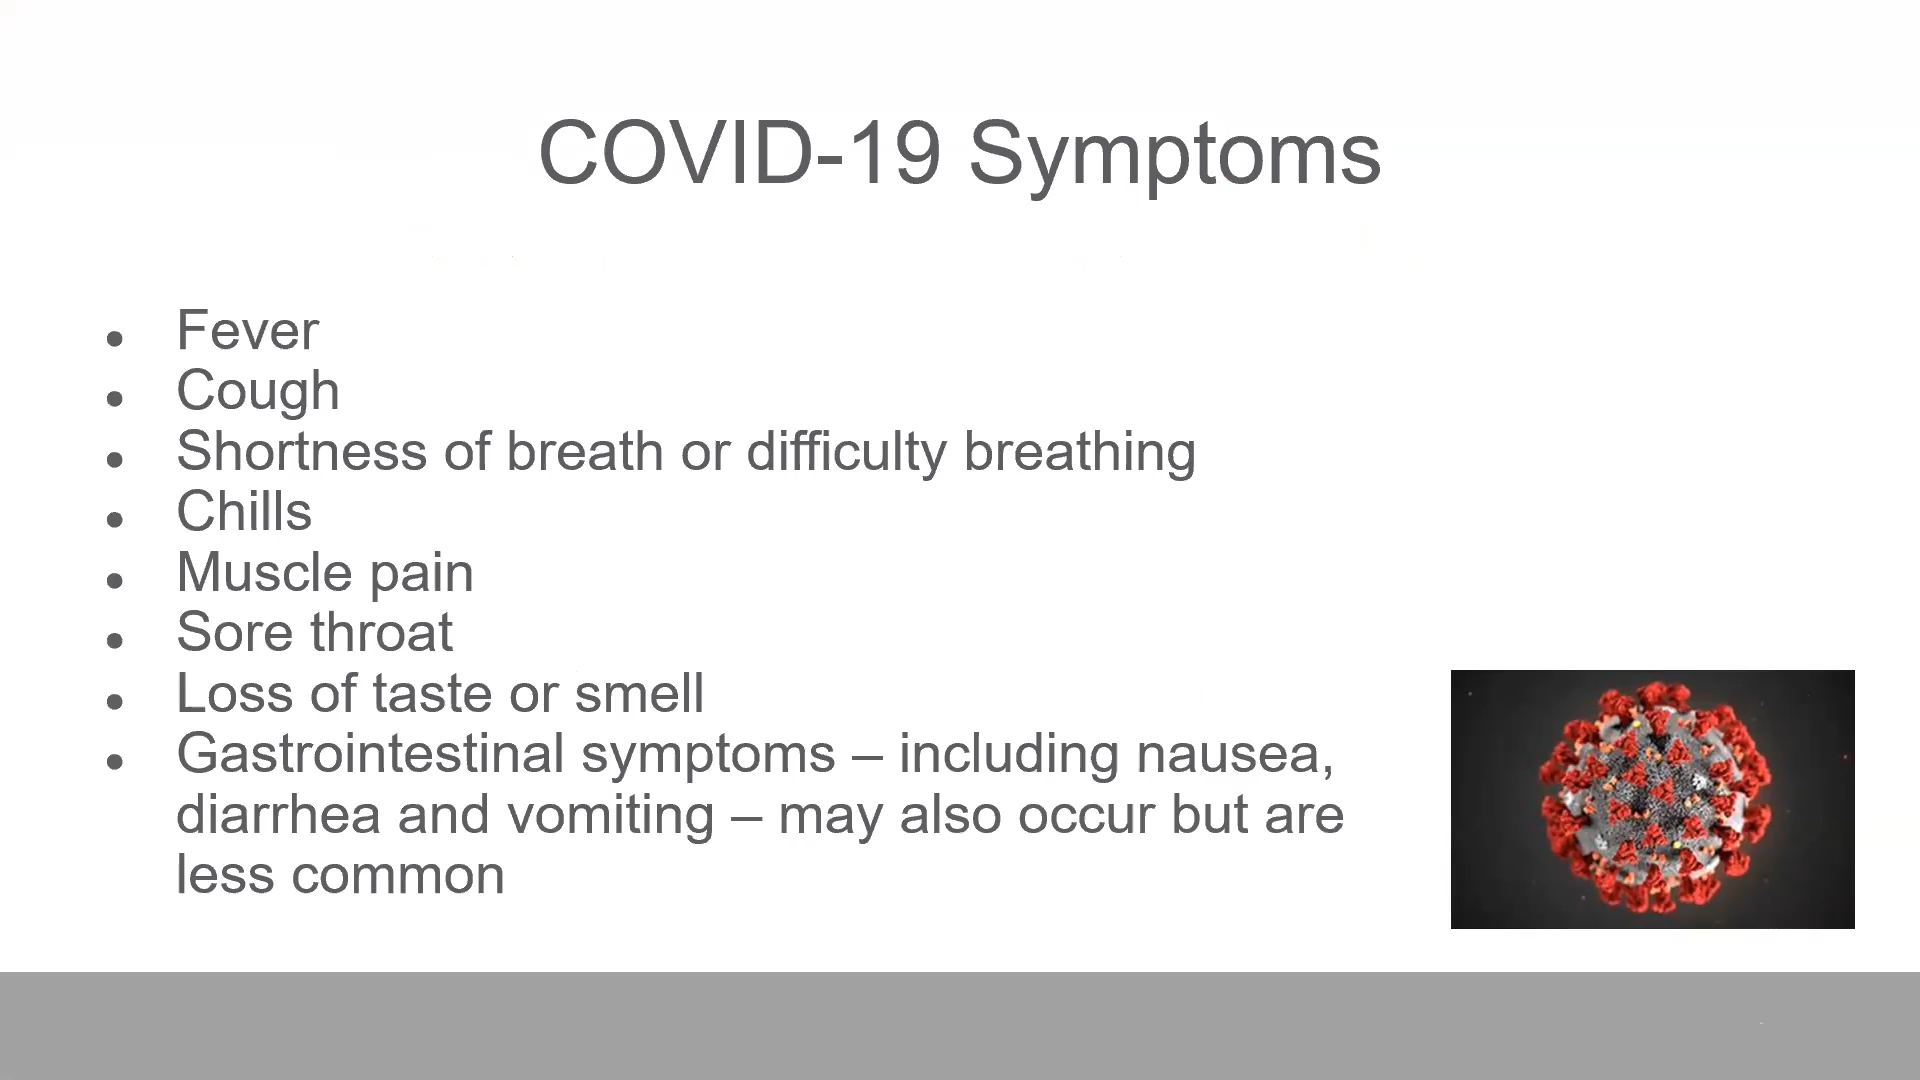 COVID-19 Symptoms
• Fever
• Cough
• Shortness of breath or difficulty breathing
• Chills
• Muscle pain
• Sore throat
• Loss of taste or smell
• Gastrointestinal symptoms – including nausea,
diarrhea and vomiting – may also occur but are
less common